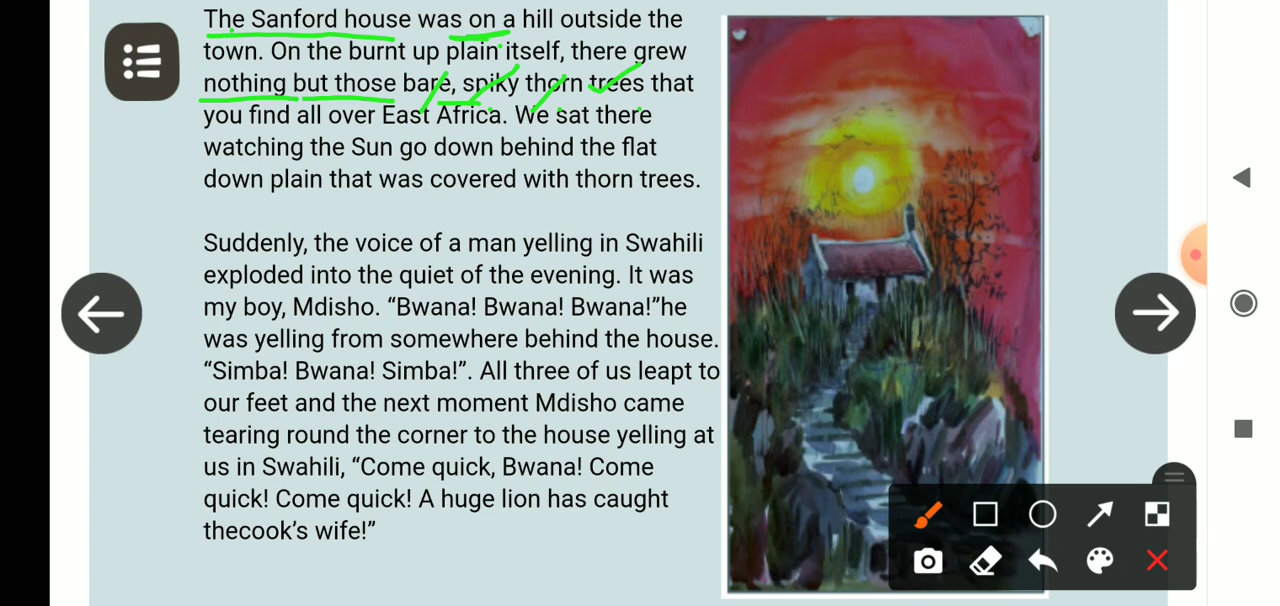 The Sanford house was on a hill outside the
town. On the burnt up plain itself, there grew
nothing but those bare, spiky thorn trees that
you find all over East Africa. We sat there
watching the Sun go down behind the flat
down plain that was covered with thorn trees.
Suddenly, the voice of a man yelling in Swahili
exploded into the quiet of the evening. It was
my boy, Mdisho. “Bwana! Bwana! Bwana!”he
was yelling from somewhere behind the house.
“Simba! Bwana! Simba!”. All three of us leapt to
our feet and the next moment Mdisho came
tearing round the corner to the house yelling at
us in Swahili, “Come quick, Bwana! Come
quick! Come quick! A huge lion has caught
thecook’s wife!”